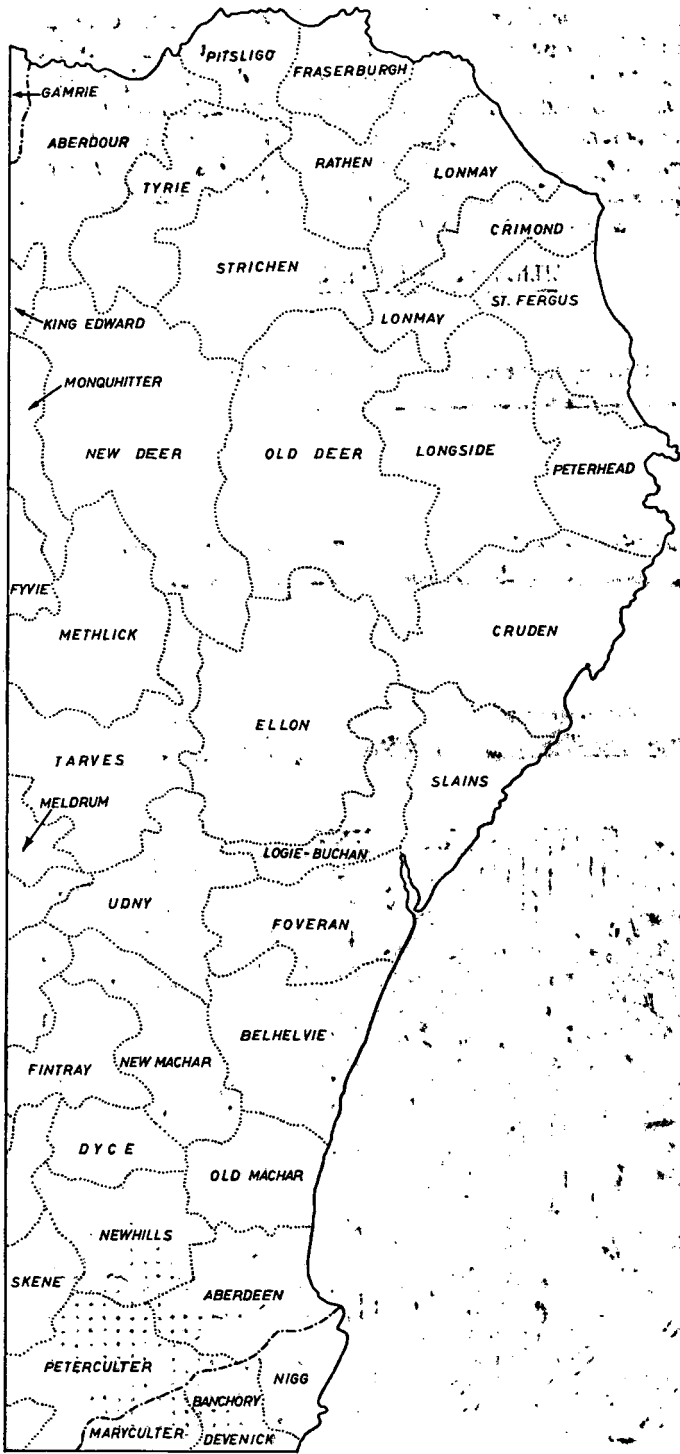 PITSLIGO
FRASERBURGH
GAMRIE
ABERDOUR
RATHEN
LONMAY
TYRIE
CRIMOND
STRICHEN
ST. FERGUS
LONMAY
KING EDWARD
MONQUHITTER
NEW DEER
OLD DEER
LONGSIDE
PETERHEAD
FYVIE
METHLICK
CRUDEN
ELLON
TARVES
SLAINS
MELDRUM
LOGIE-BUCHAN
UDNY
FOVERAN
BELHELVIE
FINTRAY
NEW MACHAR
DYCE
OLD MACHAR
NEWHILLS
SKENE
ABERDEEN
PETERCULTER
NIGG
BANCHORY
MARYCULTER
DEVENICK